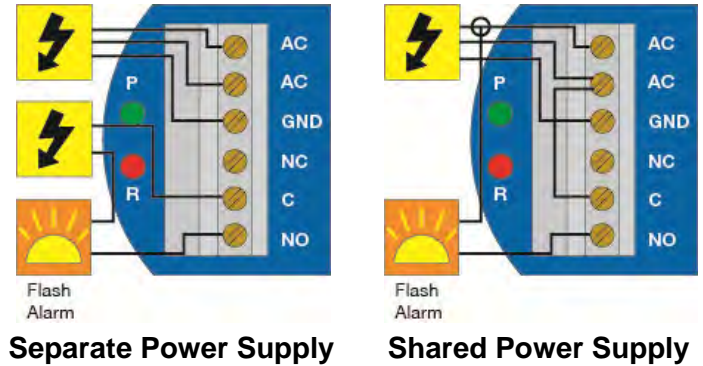 AC
P
AC
GND
NC
R
C
NO
Flash
Alarm
Separate Power Supply
AC
P
AC
GND
NC
R
C
NO
Flash
Alarm
Shared Power Supply